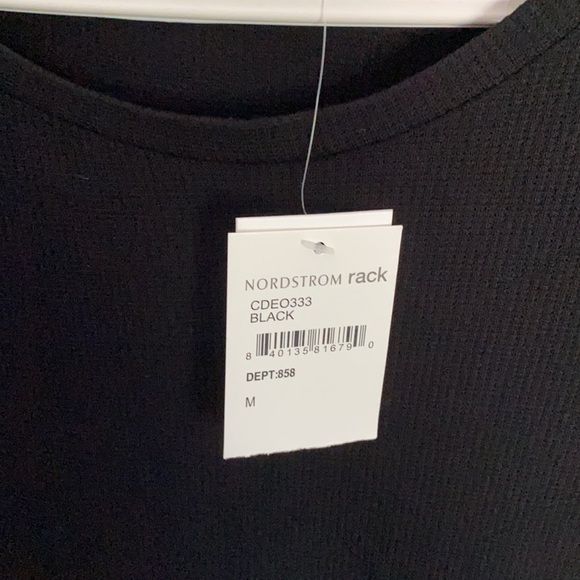 NORDSTROM rack
CDEO333
BLACK
8 40135 81679 0
DEPT:858
M